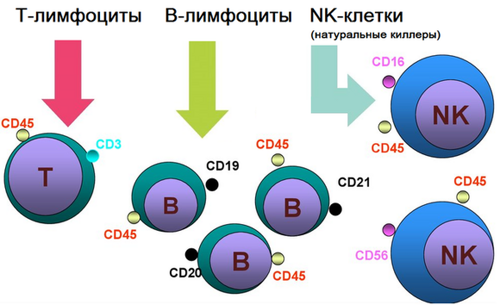 Т-лимфоциты
В-лимфоциты
NK-клетки
(натуральные киллеры)
CD45
CD3
T
CD19
B
CD45
CD20
B
CD45
CD45
B
CD21
CD16
NK
CD45
CD45
NK
CD56